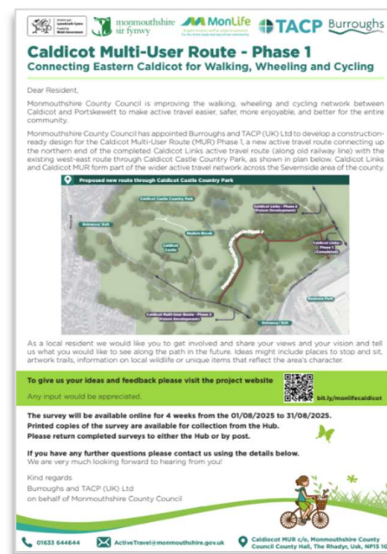 monmouthshire
sir fynwy
MonLife
TACP
Burroughs
Caldicot Multi-User Route - Phase 1
Connecting Eastern Caldicot for Walking, Wheeling and Cycling
Dear Resident,
Monmouthshire County Council is improving the walking, wheeling and cycling network between
Caldicot and Portskewett to make active travel easier, safer, more enjoyable, and better for the entire
community.
Monmouthshire County Council has appointed Burroughs and TACP (UK) Ltd to develop a construction-
ready design for the Caldicot Multi-User Route (MUR) Phase 1, a new active travel route connecting up
the northern end of the completed Caldicot Links active travel route (along old railway line) with the
existing west-east route through Caldicot Castle Country Park, as shown in plan below. Caldicot Links
and Caldicot MUR form part of the wider active travel network across the Severnside area of the county.
Proposed new route through Caldicot Castle Country Park
Caldicot Castle Country Park
Caldicot
Castle
As a local resident we would like you to get involved and share your views and your vision and tell
us what you would like to see along the path in the future. Ideas might include places to stop and sit,
artwork trails, information on local wildlife or unique items that reflect the area's character.
To give us your ideas and feedback please visit the project website
Any input would be appreciated.
bit.ly/monlifecaldicot
The survey will be available online for 4 weeks from the 01/08/2025 to 31/08/2025.
Printed copies of the survey are available for collection from the Hub.
Please return completed surveys to either the Hub or by post.
If you have any further questions please contact us using the details below.
We are very much looking forward to hearing from you!
Kind regards
Burroughs and TACP (UK) Ltd
on behalf of Monmouthshire County Council
01633 644644
ActiveTravel@monmouthshire.gov.uk
Caldiecot MUR c/o, Monmouthshire County
Council County Hall, The Rhadyr, Usk, NP15 1G